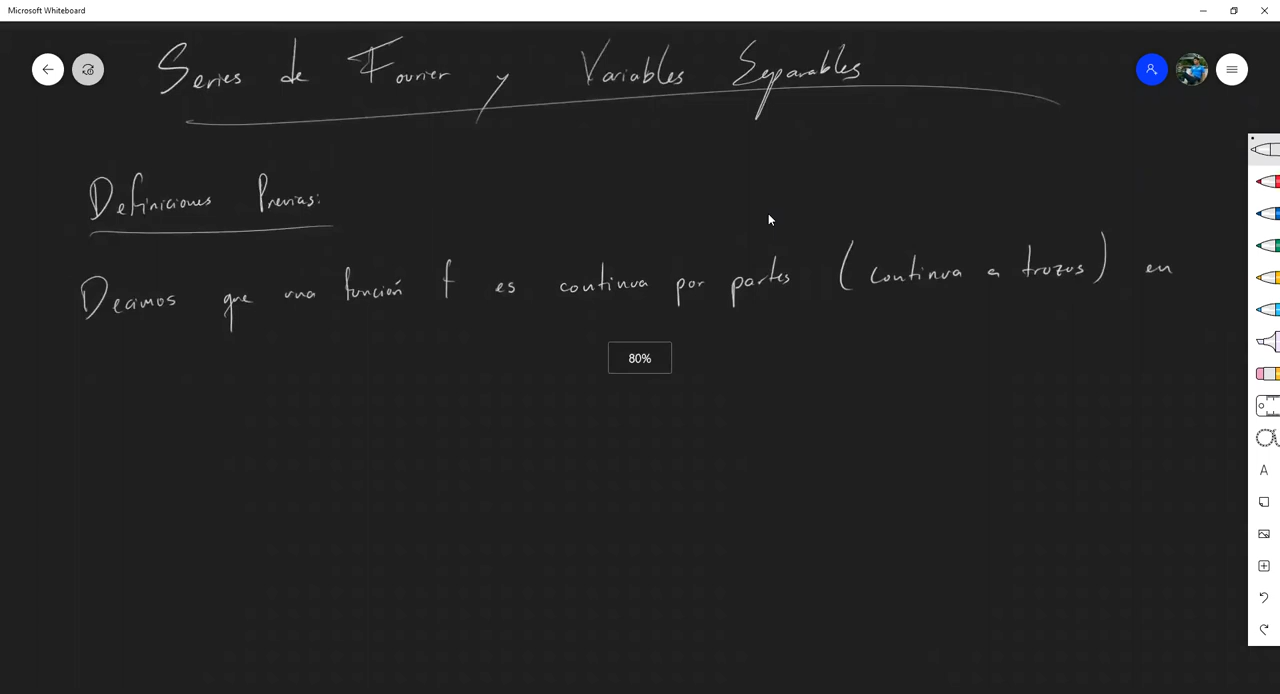 Microsoft Whiteboard
Series de Fourier y Variables Separables
Definiciones Previas:
Decimos que una función f es continua por partes (continua a trozos) en
80%
A